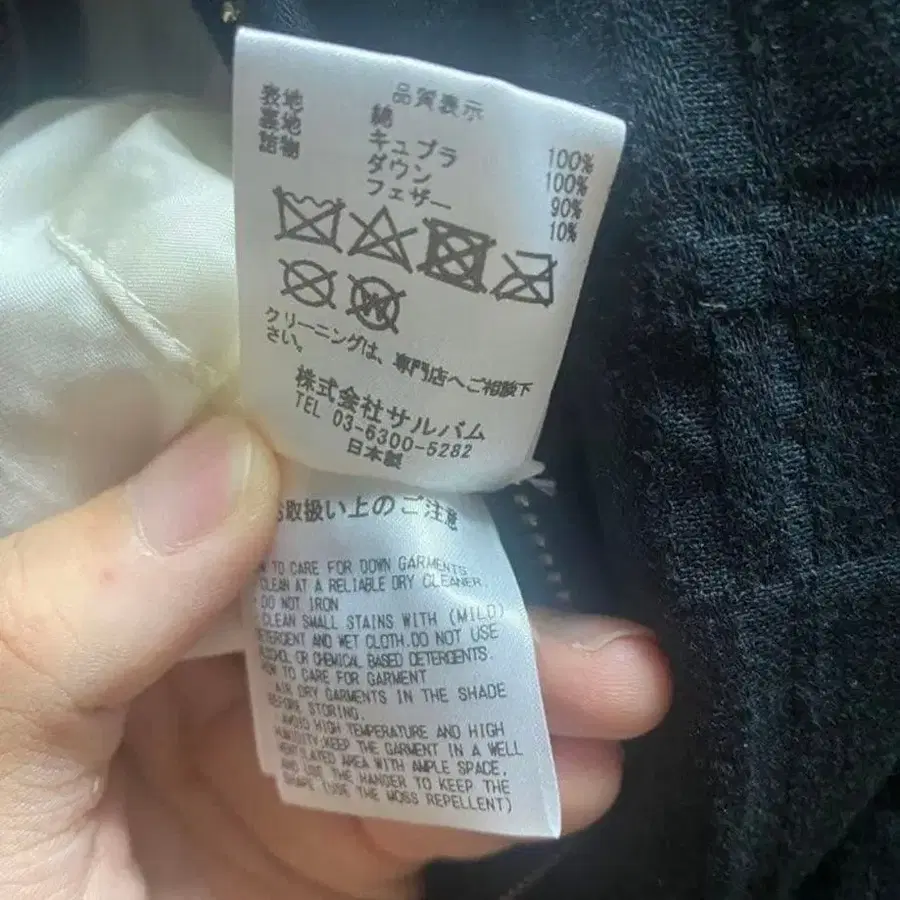 品質表示
表地 綿 100%
裏地 キュプラ 100%
詰物 ダウン 90%
フェザー 10%
W
クリーニングは、専門店へご相談下
さい。
株式会社サルバム
TEL 03-6300-5282
日本製
取扱い上のご注意
TO CARE FOR DOWN GARMENTS
CLEAN AT A RELIABLE DRY CLEANER.
DO NOT IRON
CLEAN SMALL STAINS WITH (MILD)
DETERGENT AND WET CLOTH.DO NOT USE
ALCOHOL OR CHEMICAL BASED DETERGENTS.
HOW TO CARE FOR GARMENT
AIR DRY GARMENTS IN THE SHADE
BEFORE STORING.
AVOID HIGH TEMPERATURE AND HIGH
HUMIDITY.KEEP THE GARMENT IN A WELL
VENTILATED AREA WITH AMPLE SPACE,
AND USE THE HANGER TO KEEP THE
SHAPE (USE THE MOSS REPELLENT)